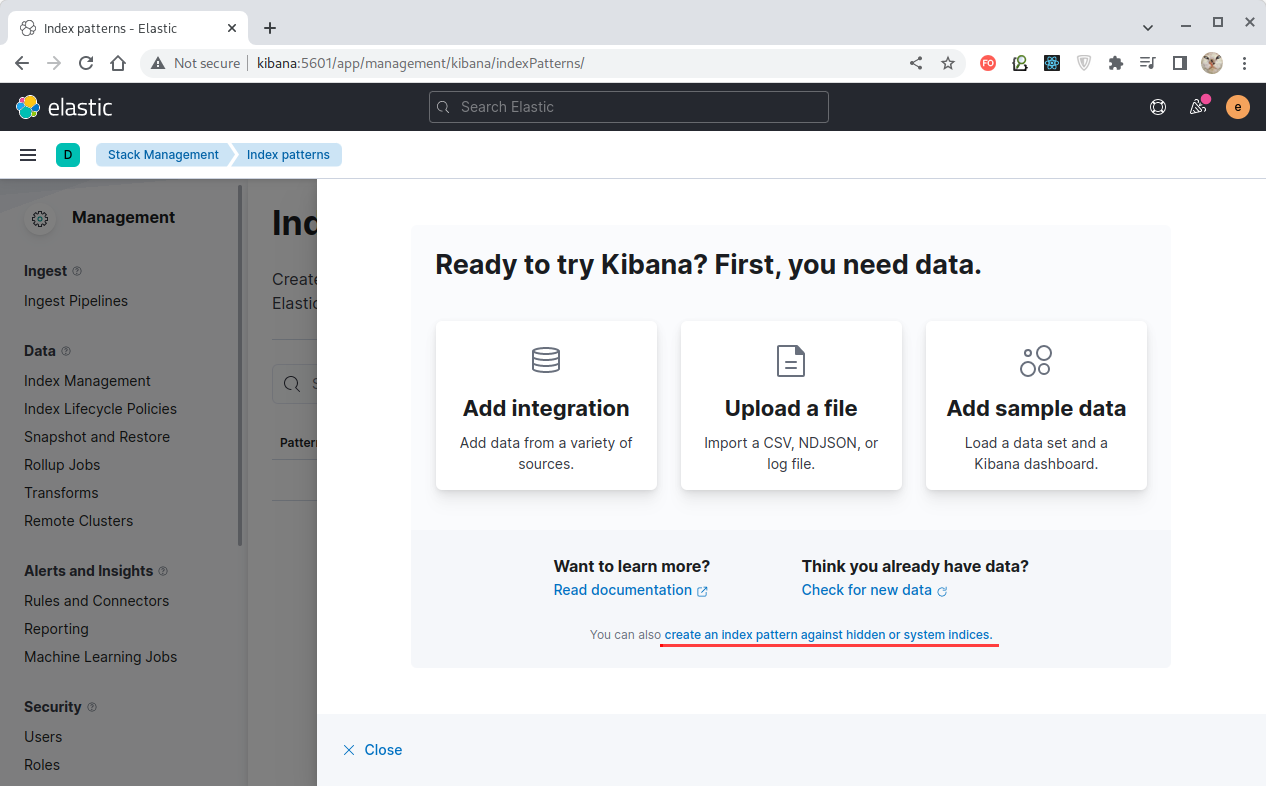 Index patterns - Elastic
Not secure
kibana:5601/app/management/kibana/indexPatterns/
FO
elastic
Search Elastic
e
D
Stack Management
Index patterns
Management
Ingest
Ingest Pipelines
Data
Index Management
Index Lifecycle Policies
Snapshot and Restore
Rollup Jobs
Transforms
Remote Clusters
Alerts and Insights
Rules and Connectors
Reporting
Machine Learning Jobs
Security
Users
Roles
Ind
Create
Elastic
S
Pattern
Ready to try Kibana? First, you need data.
Add integration
Add data from a variety of
sources.
Upload a file
Import a CSV, NDJSON, or
log file.
Add sample data
Load a data set and a
Kibana dashboard.
Want to learn more?
Read documentation
Think you already have data?
Check for new data
You can also create an index pattern against hidden or system indices.
Close